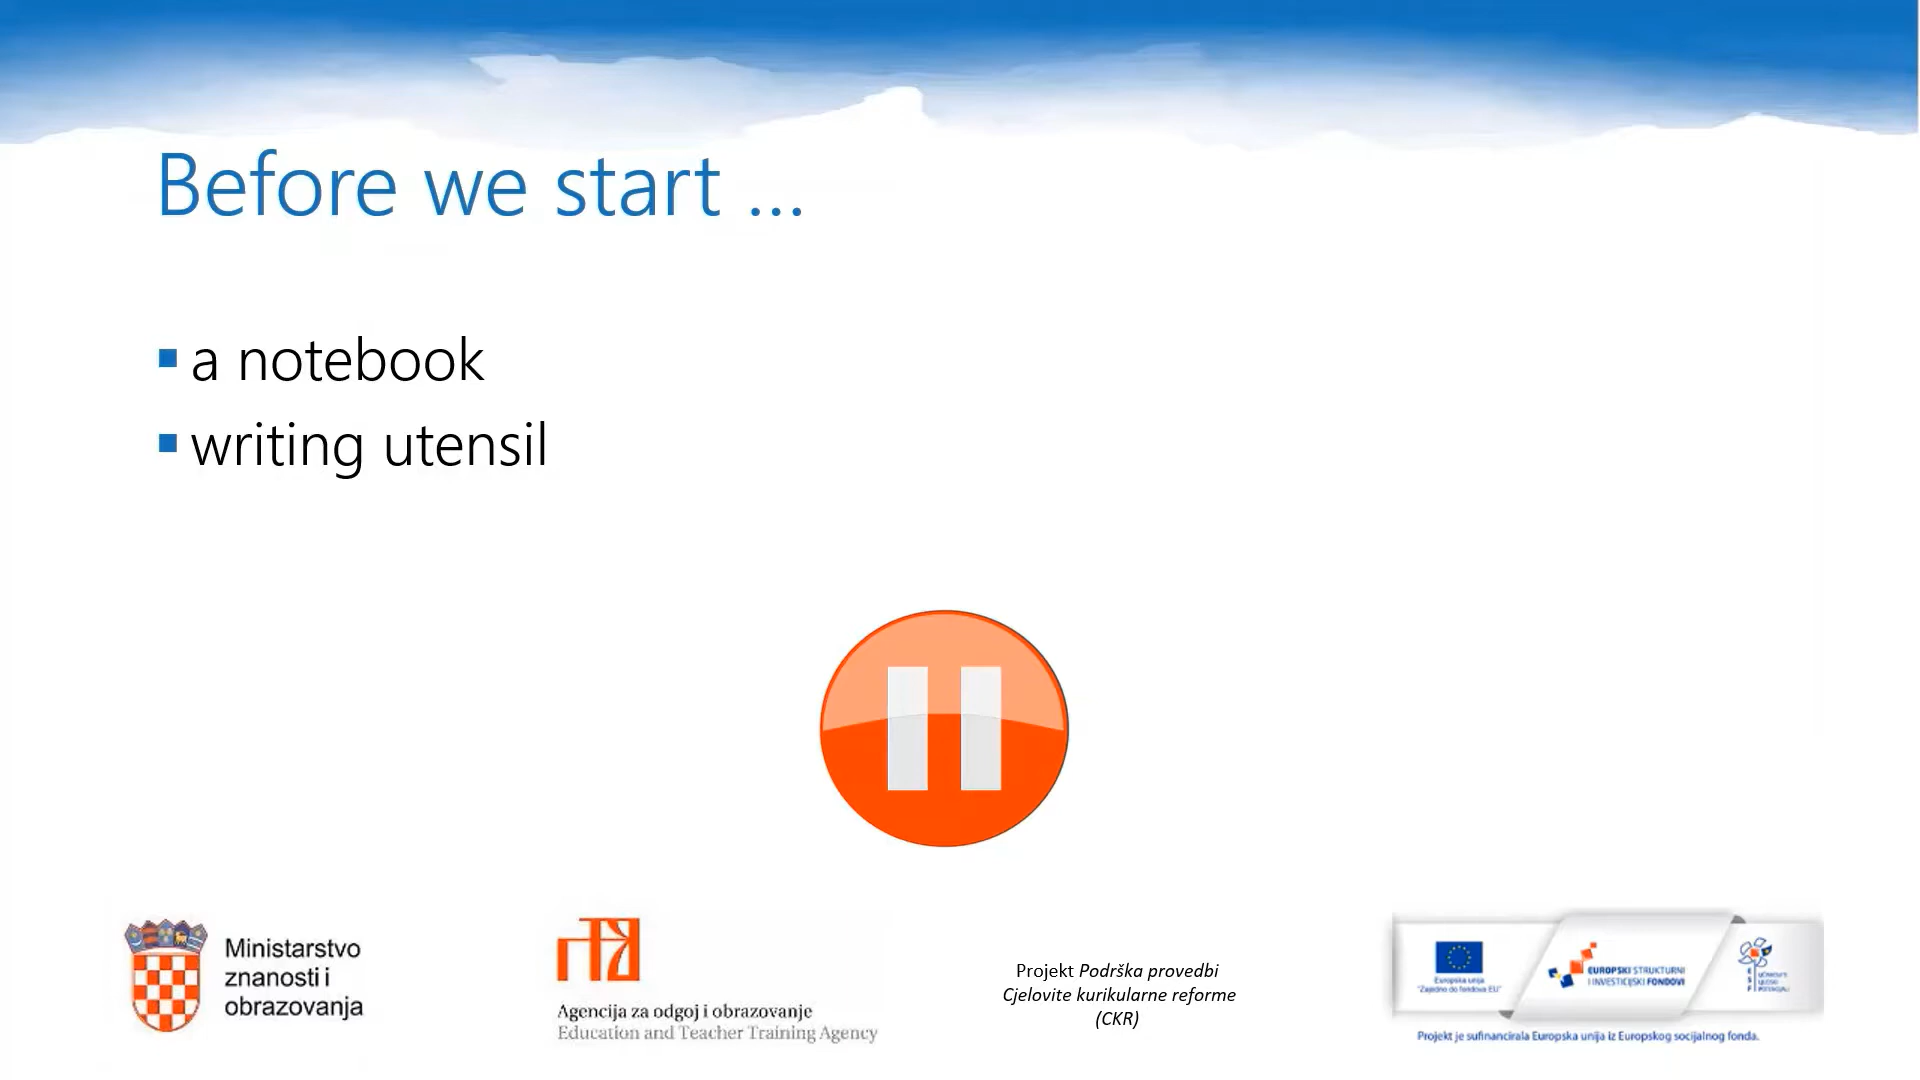 Before we start ...
a notebook
writing utensil
Ministarstvo
znanosti i
obrazovanja
Agencija za odgoj i obrazovanje
Education and Teacher Training Agency
Projekt Podrška provedbi
Cjelovite kurikularne reforme
(CKR)
Europska unija
"Zajedno do fondova EU"
EUROPSKI STRUKTURNI
I INVESTICIJSKI FONDOVI
Projekt je sufinancirala Europska unija iz Europskog socijalnog fonda.